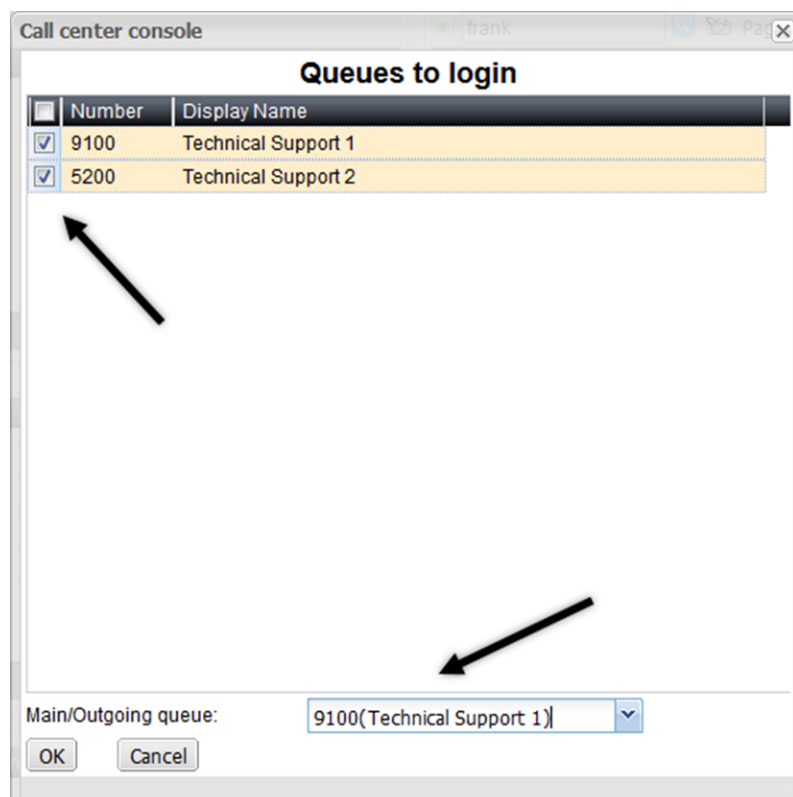 Call center console
frank
Queues to login
Number Display Name
9100 Technical Support 1
5200 Technical Support 2
Main/Outgoing queue: 9100(Technical Support 1)
OK Cancel